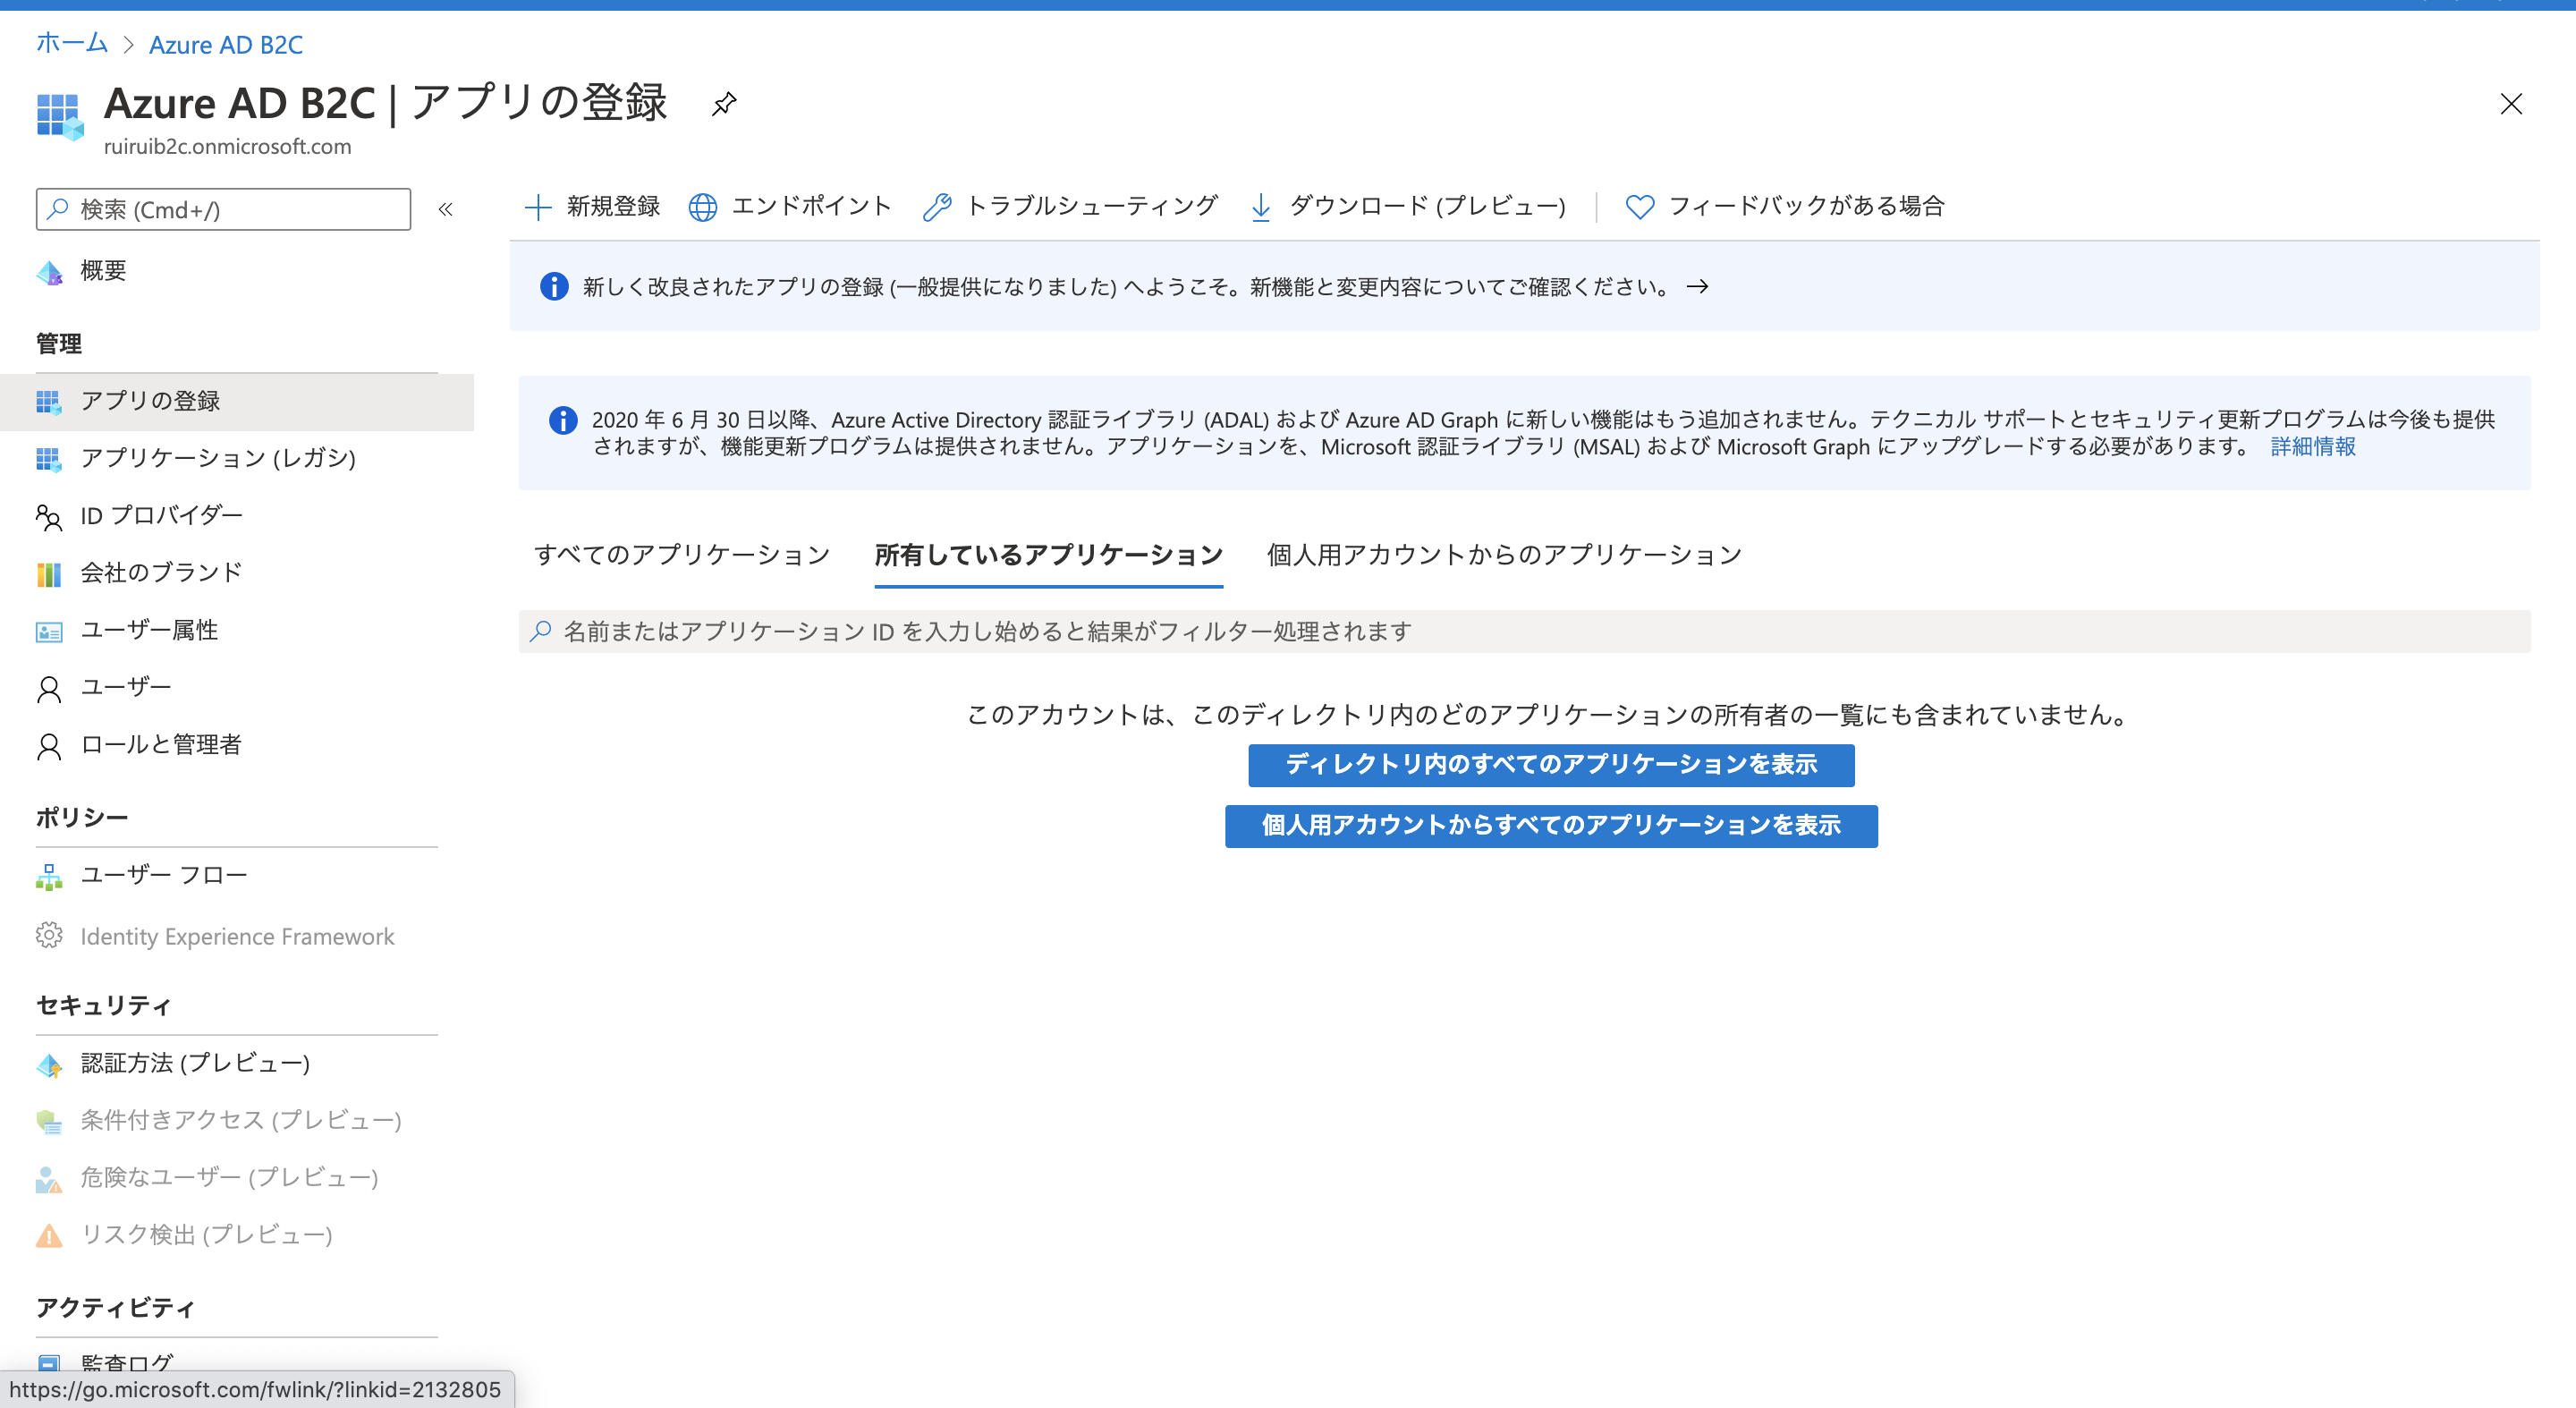 ホーム > Azure AD B2C
Azure AD B2C | アプリの登録
ruiruib2c.onmicrosoft.com
検索 (Cmd+/)
«
概要
管理
アプリの登録
アプリケーション (レガシ)
ID プロバイダー
会社のブランド
ユーザー属性
ユーザー
ロールと管理者
ポリシー
ユーザー フロー
Identity Experience Framework
セキュリティ
認証方法 (プレビュー)
条件付きアクセス (プレビュー)
危険なユーザー (プレビュー)
リスク検出 (プレビュー)
アクティビティ
監査ログ
https://go.microsoft.com/fwlink/?linkid=2132805
新規登録 エンドポイント トラブルシューティング ダウンロード (プレビュー) フィードバックがある場合
新しく改良されたアプリの登録 (一般提供になりました) へようこそ。新機能と変更内容についてご確認ください。 →
2020 年 6 月 30 日以降、Azure Active Directory 認証ライブラリ (ADAL) および Azure AD Graph に新しい機能はもう追加されません。テクニカル サポートとセキュリティ更新プログラムは今後も提供
されますが、機能更新プログラムは提供されません。アプリケーションを、Microsoft 認証ライブラリ (MSAL) および Microsoft Graph にアップグレードする必要があります。 詳細情報
すべてのアプリケーション 所有しているアプリケーション 個人用アカウントからのアプリケーション
名前またはアプリケーション ID を入力し始めると結果がフィルター処理されます
このアカウントは、このディレクトリ内のどのアプリケーションの所有者の一覧にも含まれていません。
ディレクトリ内のすべてのアプリケーションを表示
個人用アカウントからすべてのアプリケーションを表示